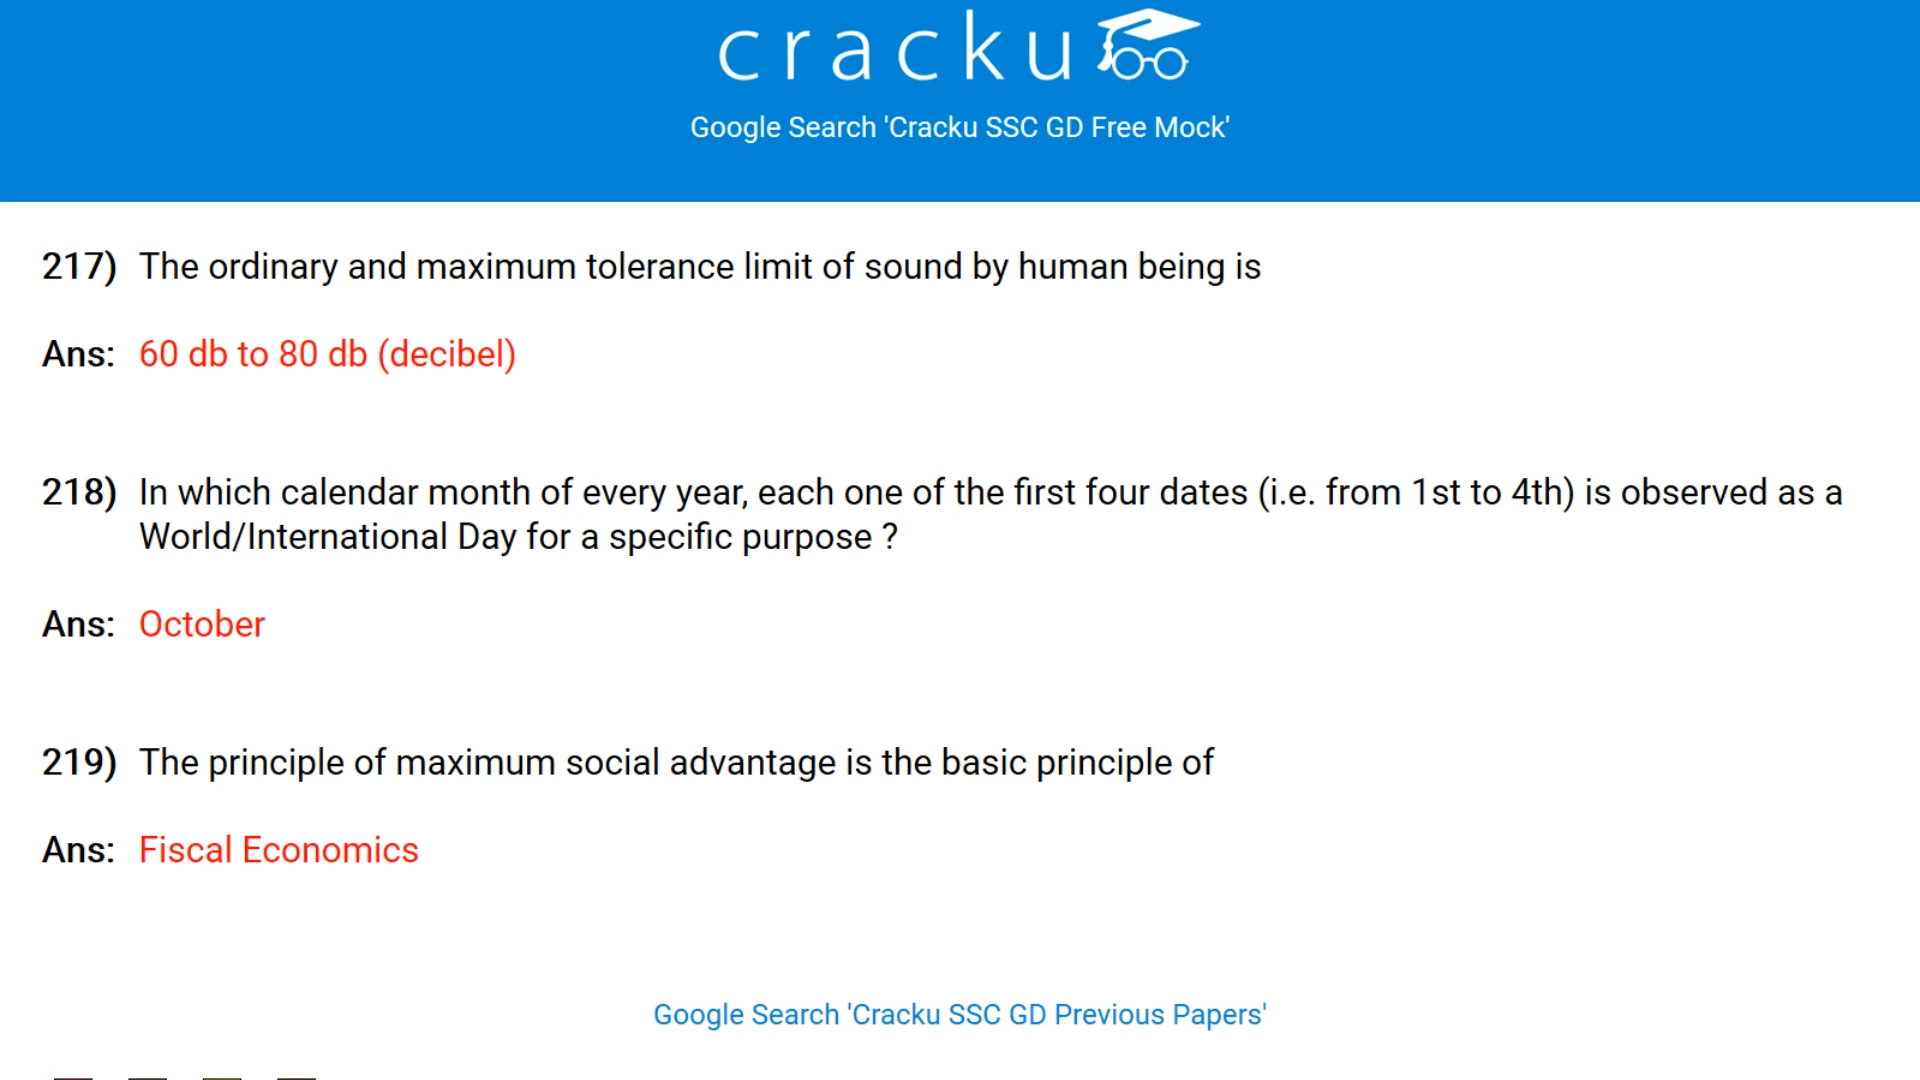 cracku
Google Search 'Cracku SSC GD Free Mock'
217) The ordinary and maximum tolerance limit of sound by human being is
Ans: 60 db to 80 db (decibel)
218) In which calendar month of every year, each one of the first four dates (i.e. from 1st to 4th) is observed as a
World/International Day for a specific purpose ?
Ans: October
219) The principle of maximum social advantage is the basic principle of
Ans: Fiscal Economics
Google Search 'Cracku SSC GD Previous Papers'